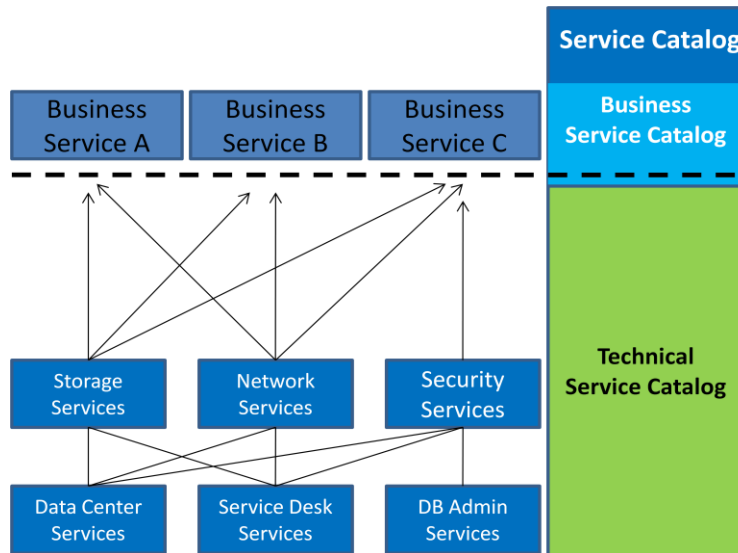 Service Catalog
Business
Service A
Business
Service B
Business
Service C
Business
Service Catalog
Storage
Services
Network
Services
Security
Services
Technical
Service Catalog
Data Center
Services
Service Desk
Services
DB Admin
Services